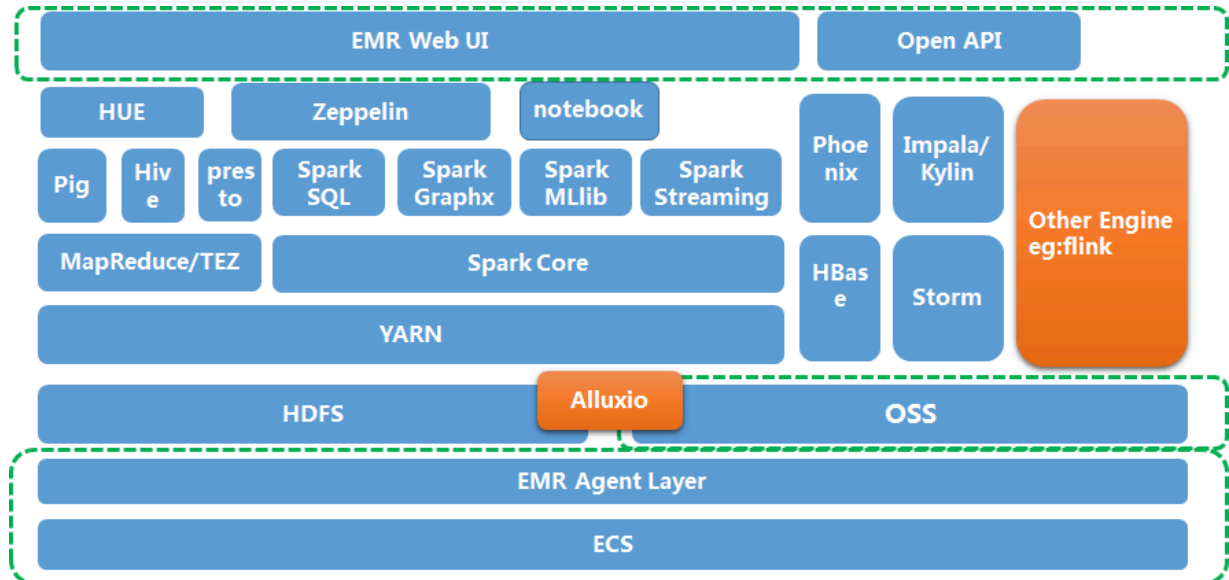 EMR Web UI
Open API
HUE
Zeppelin
notebook
Phoe
nix
Impala/
Kylin
Other Engine
eg:flink
Pig
Hiv
e
pres
to
Spark
SQL
Spark
Graphx
Spark
MLlib
Spark
Streaming
MapReduce/TEZ
Spark Core
HBas
e
Storm
YARN
HDFS
Alluxio
OSS
EMR Agent Layer
ECS